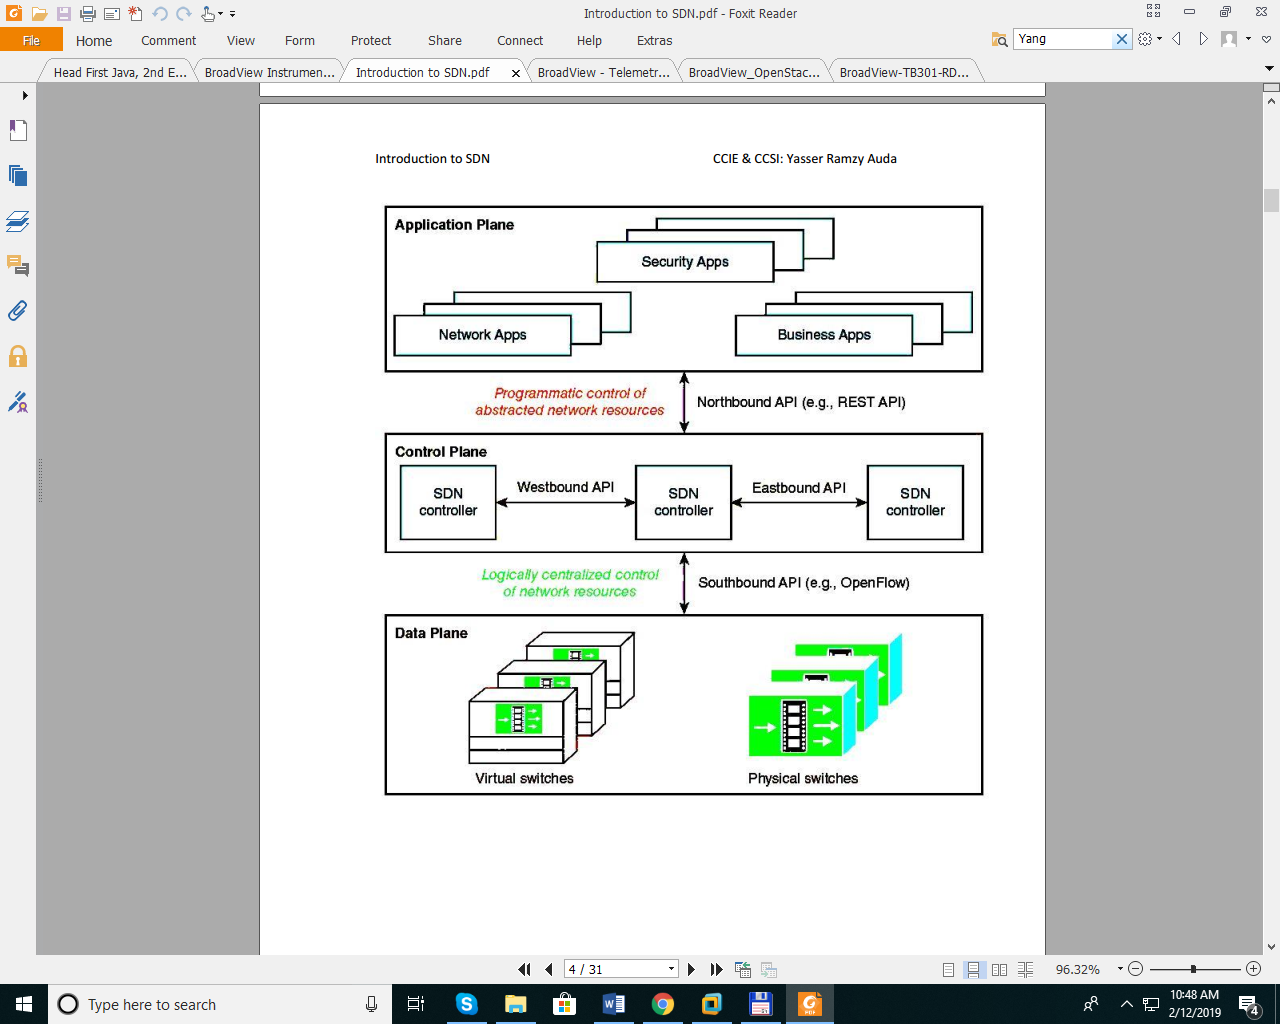 Introduction to SDN.pdf - Foxit Reader
File Home Comment View Form Protect Share Connect Help Extras
Yang
Head First Java, 2nd E... BroadView Instrumen... Introduction to SDN.pdf BroadView - Telemetr... BroadView_OpenStac... BroadView-TB301-RD...
Introduction to SDN CCIE & CCSI: Yasser Ramzy Auda
Application Plane
Security Apps
Network Apps
Business Apps
Programmatic control of
abstracted network resources
Northbound API (e.g., REST API)
Control Plane
SDN
controller
Westbound API
SDN
controller
Eastbound API
SDN
controller
Logically centralized control
of network resources
Southbound API (e.g., OpenFlow)
Data Plane
Virtual switches
Physical switches
4 / 31
96.32%
Type here to search
10:48 AM
2/12/2019
4